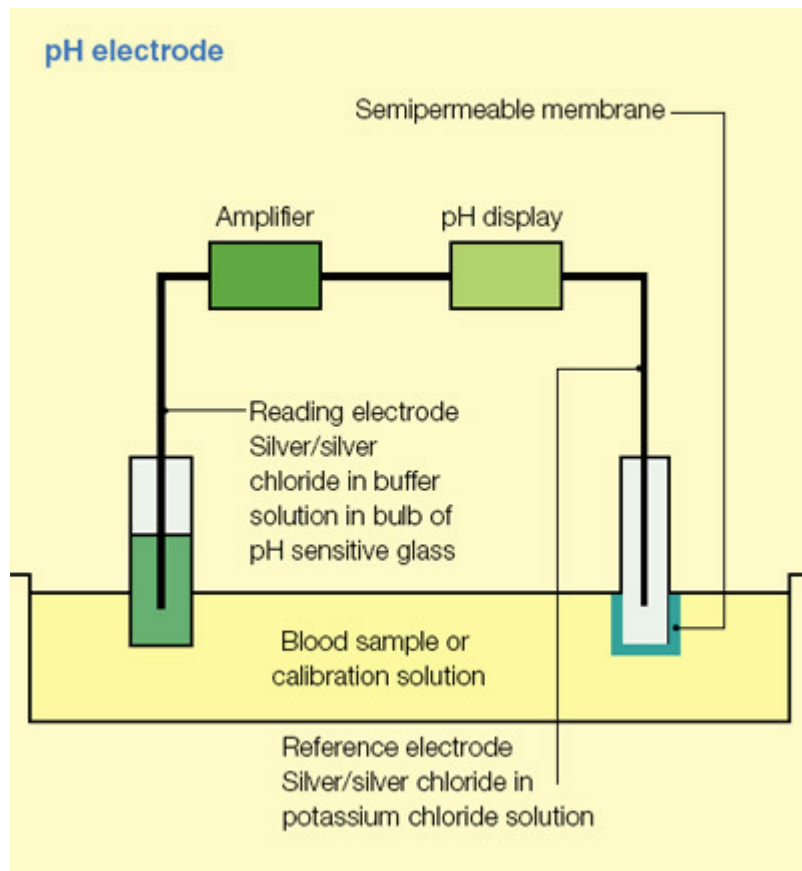 pH electrode
Semipermeable membrane
Amplifier
pH display
Reading electrode
Silver/silver
chloride in buffer
solution in bulb of
pH sensitive glass
Blood sample or
calibration solution
Reference electrode
Silver/silver chloride in
potassium chloride solution